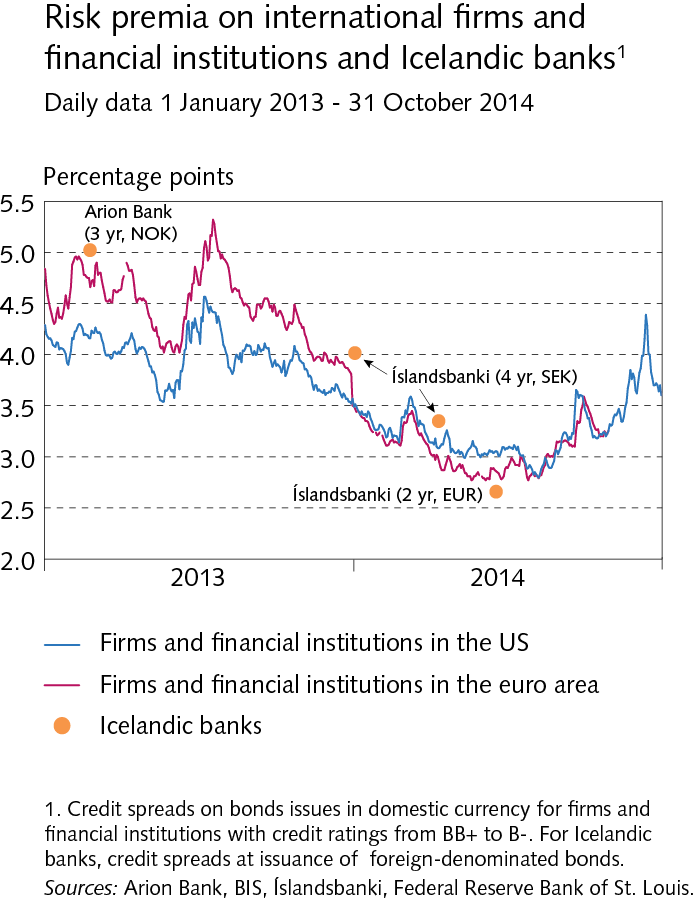 Risk premia on international firms and
financial institutions and Icelandic banks¹
Daily data 1 January 2013 - 31 October 2014
Percentage points
5.5
5.0
4.5
4.0
3.5
3.0
2.5
2.0
Arion Bank
(3 yr, NOK)
Íslandsbanki (4 yr, SEK)
Íslandsbanki (2 yr, EUR)
2013
2014
Firms and financial institutions in the US
Firms and financial institutions in the euro area
Icelandic banks
1. Credit spreads on bonds issues in domestic currency for firms and
financial institutions with credit ratings from BB+ to B-. For Icelandic
banks, credit spreads at issuance of foreign-denominated bonds.
Sources: Arion Bank, BIS, Íslandsbanki, Federal Reserve Bank of St. Louis.